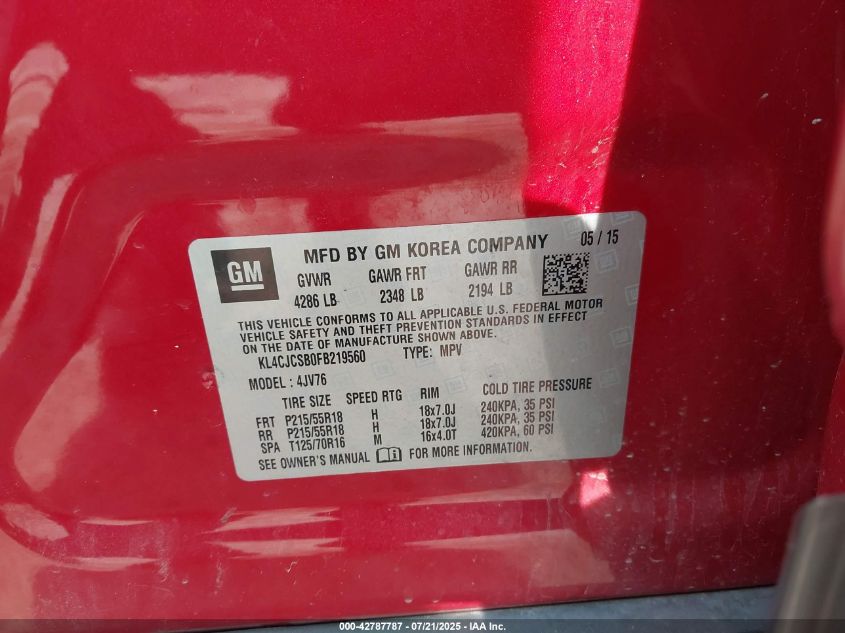 GM
MFD BY GM KOREA COMPANY 05 / 15
GVWR GAWR FRT GAWR RR
4286 LB 2348 LB 2194 LB
THIS VEHICLE CONFORMS TO ALL APPLICABLE U.S. FEDERAL MOTOR
VEHICLE SAFETY AND THEFT PREVENTION STANDARDS IN EFFECT
ON THE DATE OF MANUFACTURE SHOWN ABOVE.
KL4CJCSB0FB219560 TYPE: MPV
MODEL : 4JV76
TIRE SIZE SPEED RTG RIM COLD TIRE PRESSURE
FRT P215/55R18 H 18x7.0J 240KPA, 35 PSI
RR P215/55R18 H 18x7.0J 240KPA, 35 PSI
SPA T125/70R16 M 16x4.0T 420KPA, 60 PSI
SEE OWNER'S MANUAL FOR MORE INFORMATION.
000-42787787 - 07/21/2025 - IAA Inc.